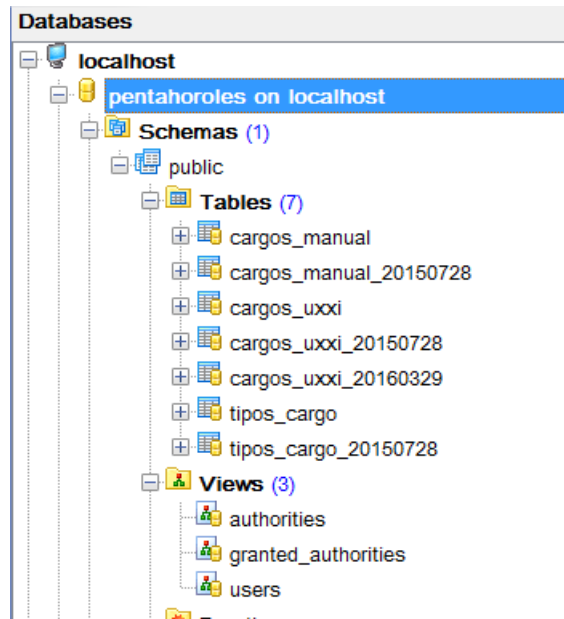 Databases
localhost
pentahoroles on localhost
Schemas (1)
public
Tables (7)
cargos_manual
cargos_manual_20150728
cargos_uxxi
cargos_uxxi_20150728
cargos_uxxi_20160329
tipos_cargo
tipos_cargo_20150728
Views (3)
authorities
granted_authorities
users